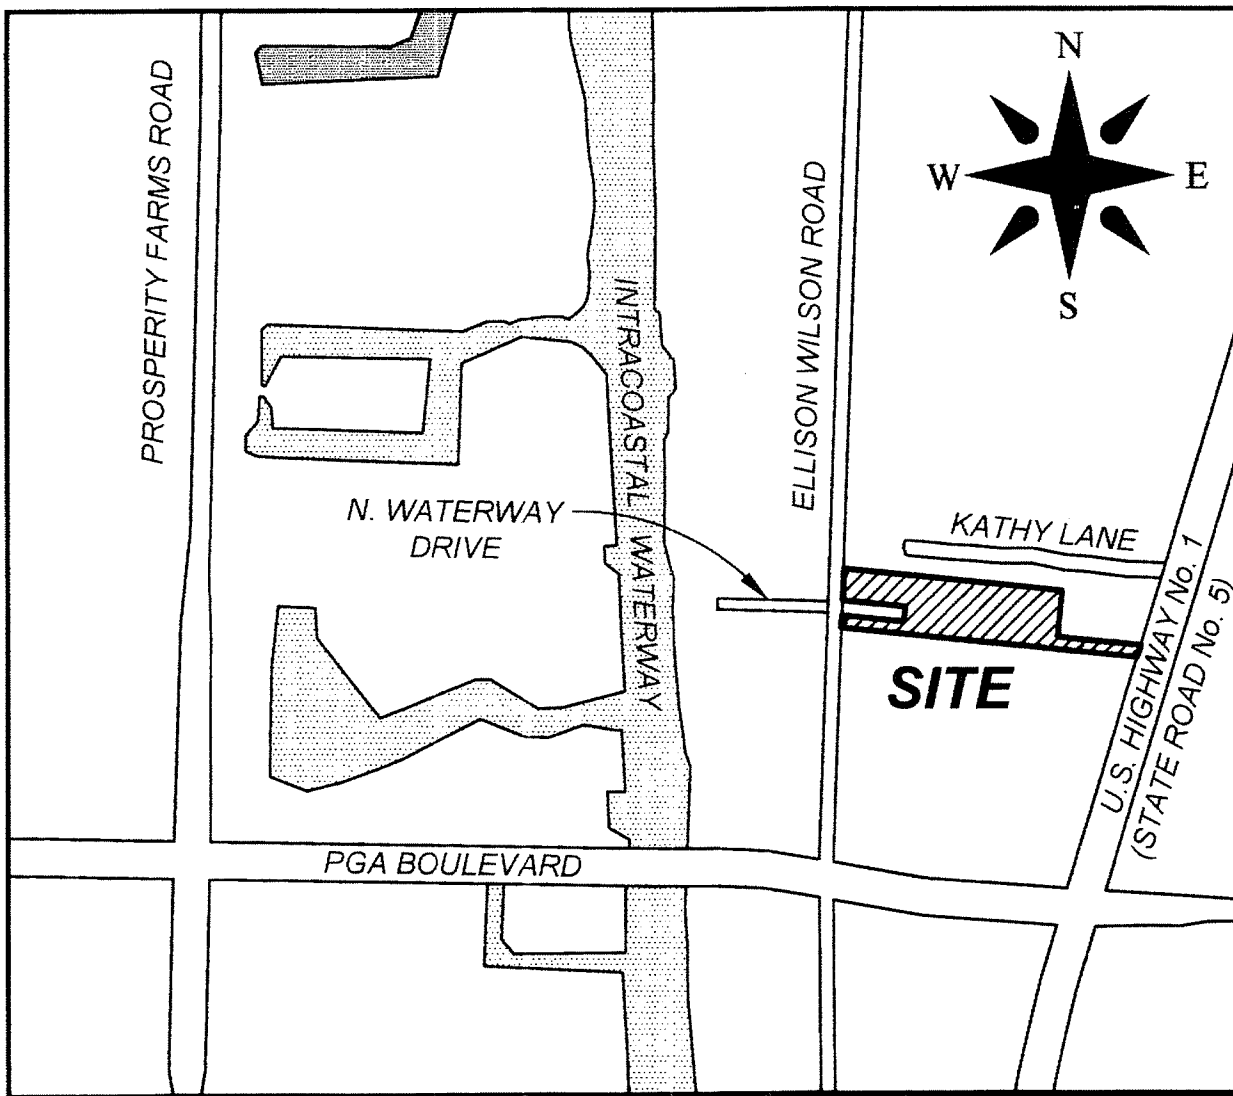 N
W
E
S
PROSPERITY FARMS ROAD
INTRACOASTAL WATERWAY
ELLISON WILSON ROAD
N. WATERWAY
DRIVE
KATHY LANE
SITE
U.S. HIGHWAY No. 1
(STATE ROAD No. 5)
PGA BOULEVARD